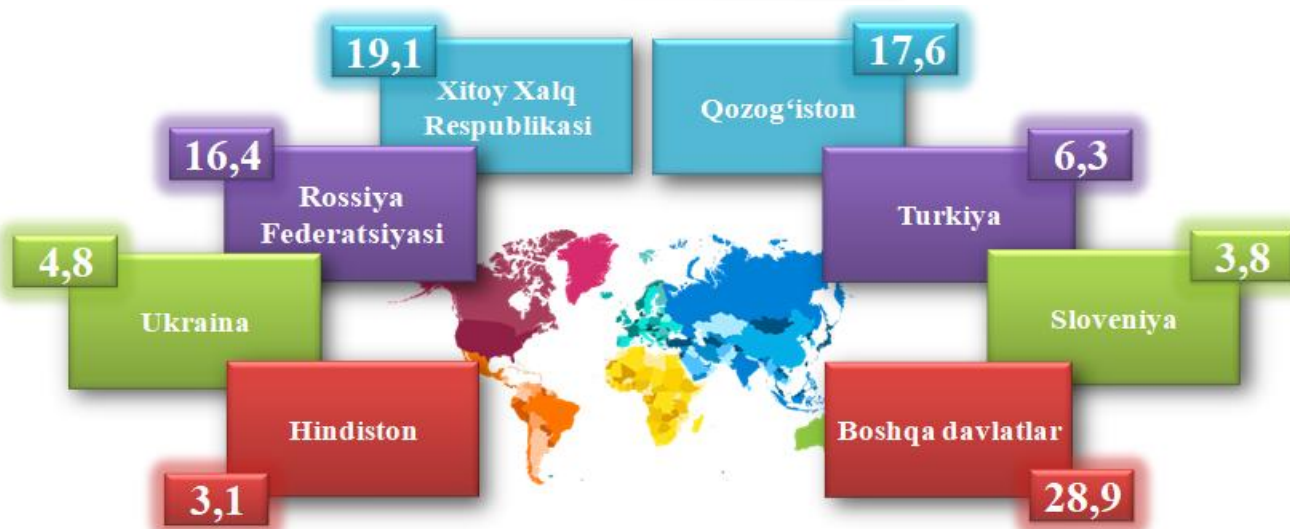 19,1
Xitoy Xalq
Respublikasi
17,6
Qozog‘iston
16,4
Rossiya
Federatsiyasi
6,3
Turkiya
4,8
Ukraina
3,8
Sloveniya
Hindiston
3,1
Boshqa davlatlar
28,9